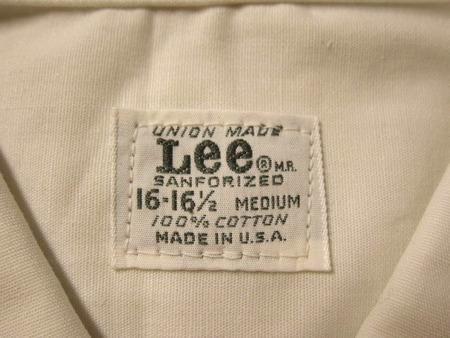 UNION MADE
Lee ® M.R.
SANFORIZED
16-16½ MEDIUM
100% COTTON
MADE IN U.S.A.